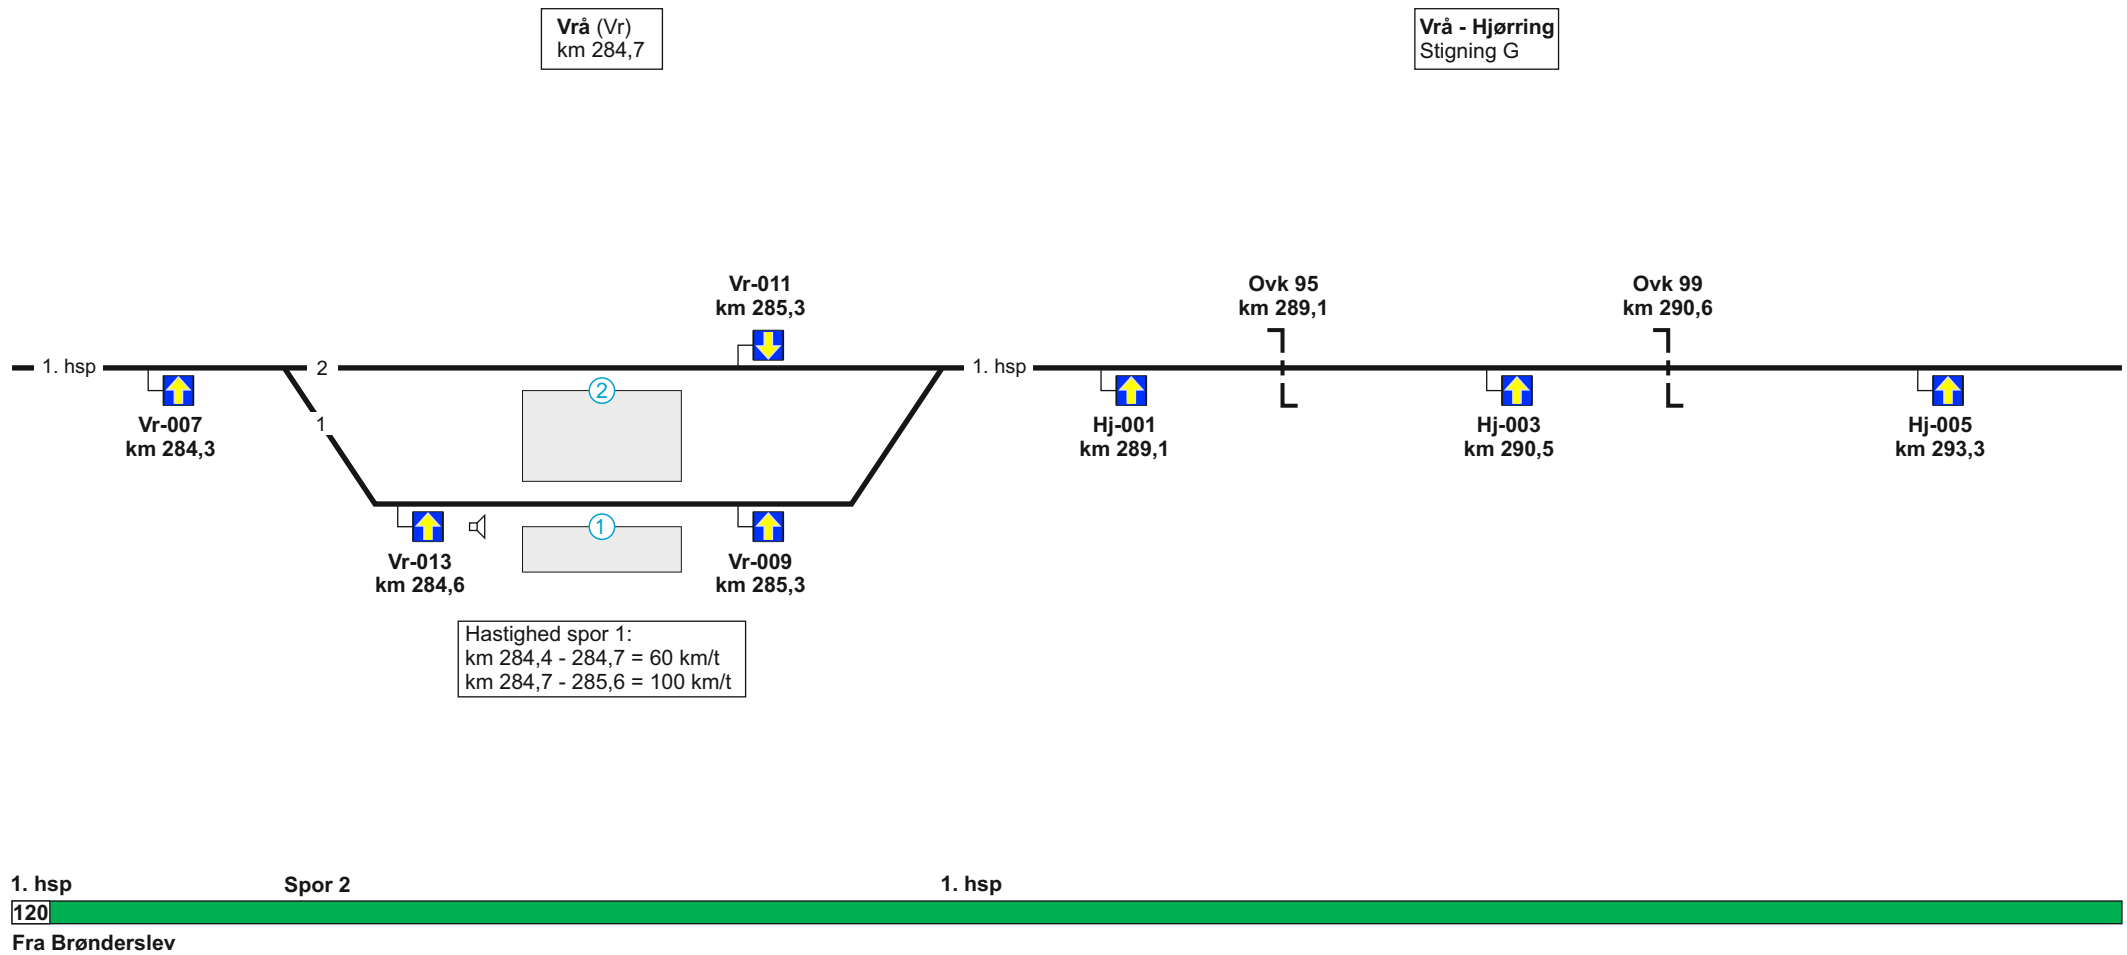 Vrå (Vr)
km 284,7
Vrå - Hjørring
Stigning G
Vr-011
km 285,3
Ovk 95
km 289,1
Ovk 99
km 290,6
1. hsp
2
1. hsp
2
1
Vr-007
km 284,3
Hj-001
km 289,1
Hj-003
km 290,5
Hj-005
km 293,3
1
Vr-013
km 284,6
Vr-009
km 285,3
Hastighed spor 1:
km 284,4 - 284,7 = 60 km/t
km 284,7 - 285,6 = 100 km/t
1. hsp
Spor 2
1. hsp
120
Fra Brønderslev